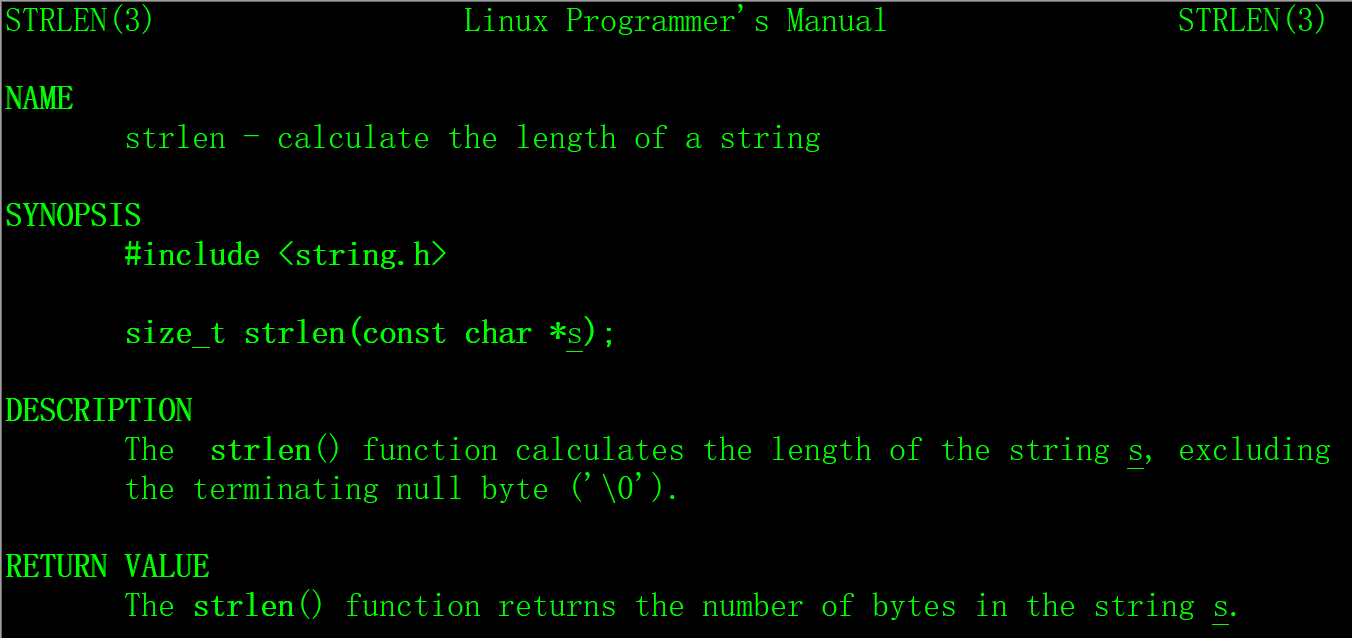 STRLEN(3) Linux Programmer's Manual STRLEN(3)
NAME
strlen - calculate the length of a string
SYNOPSIS
#include <string.h>
size_t strlen(const char *s);
DESCRIPTION
The strlen() function calculates the length of the string s, excluding
the terminating null byte ('\0').
RETURN VALUE
The strlen() function returns the number of bytes in the string s.